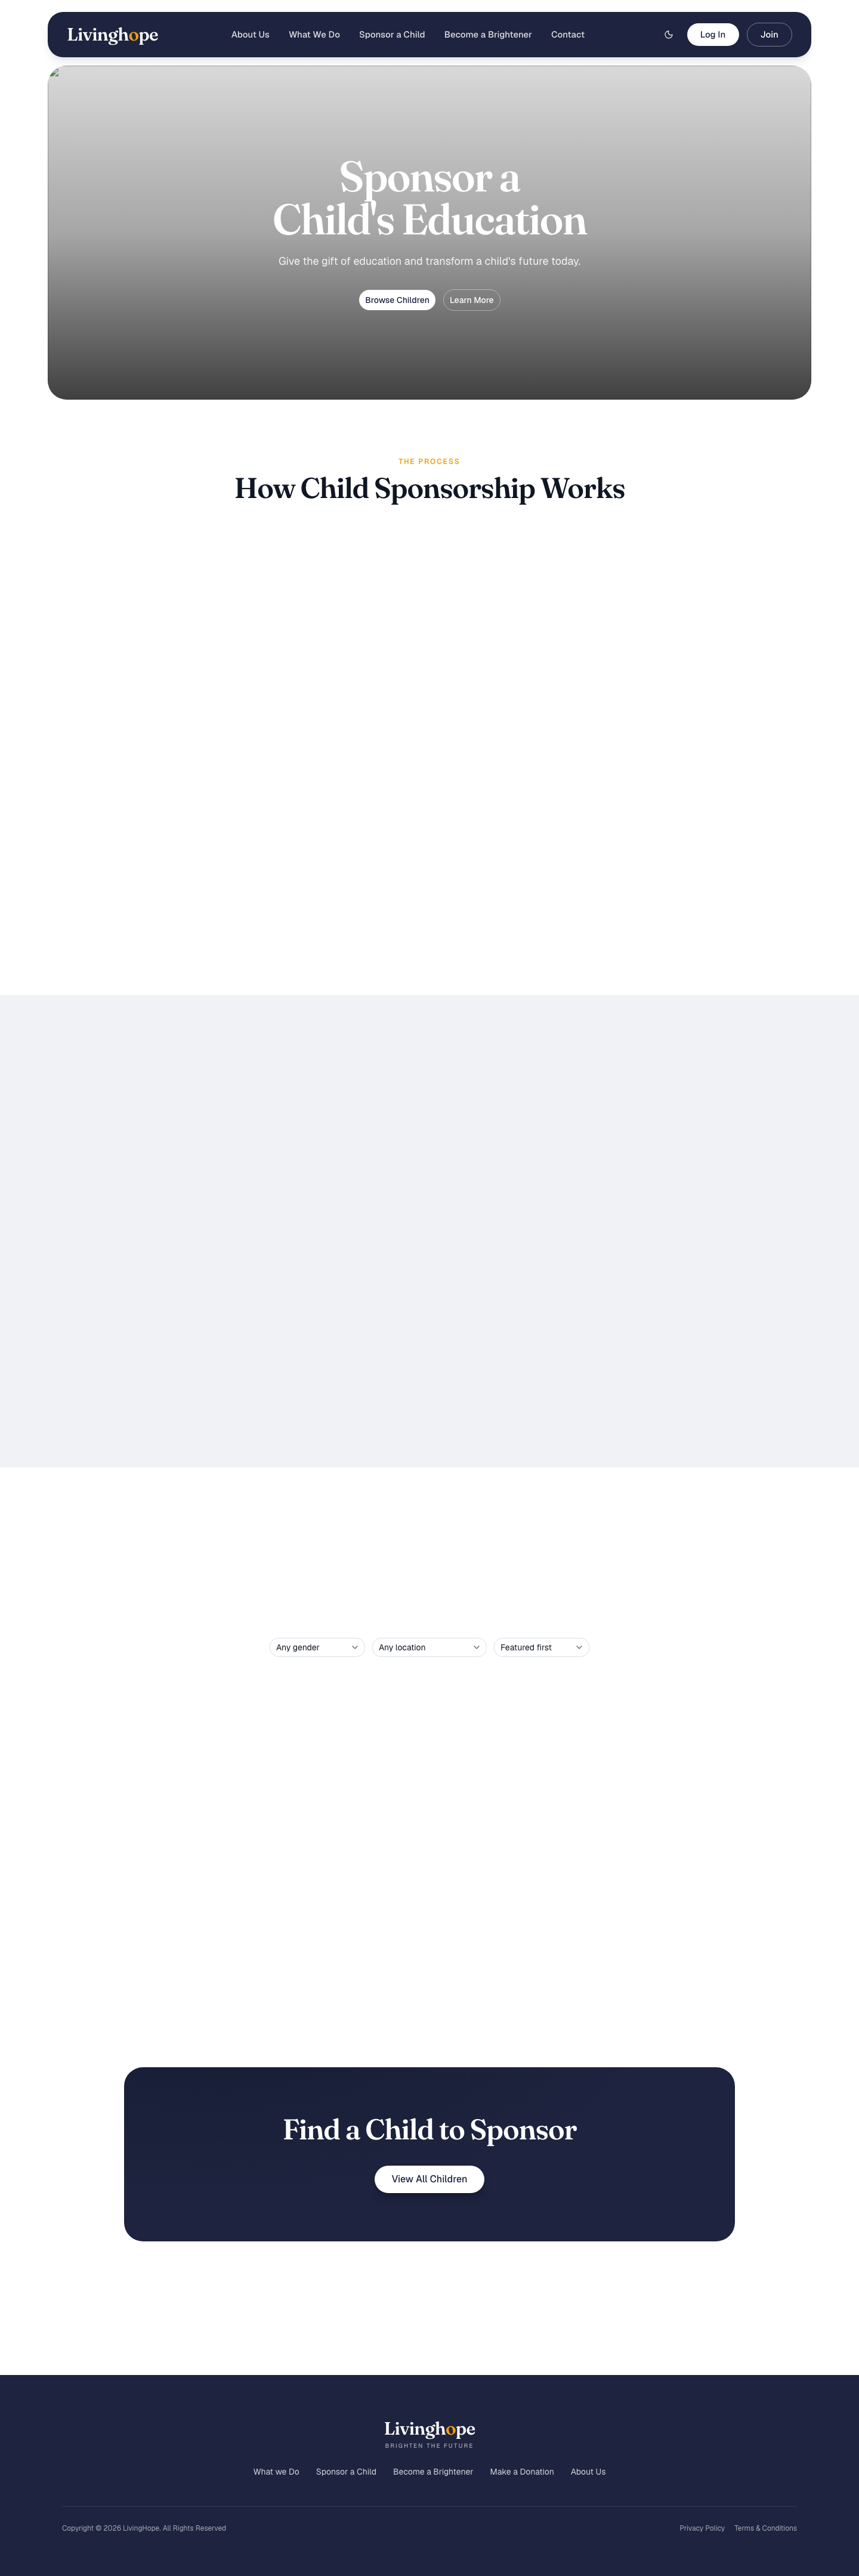 Livinghope
About Us
What We Do
Sponsor a Child
Become a Brightener
Contact
Log In
Join
Sponsor a
Child's Education
Give the gift of education and transform a child's future today.
Browse Children
Learn More
THE PROCESS
How Child Sponsorship Works
Any gender
Any location
Featured first
Find a Child to Sponsor
View All Children
Livinghope
BRIGHTEN THE FUTURE
What we Do
Sponsor a Child
Become a Brightener
Make a Donation
About Us
Copyright © 2026 LivingHope. All Rights Reserved
Privacy Policy
Terms & Conditions